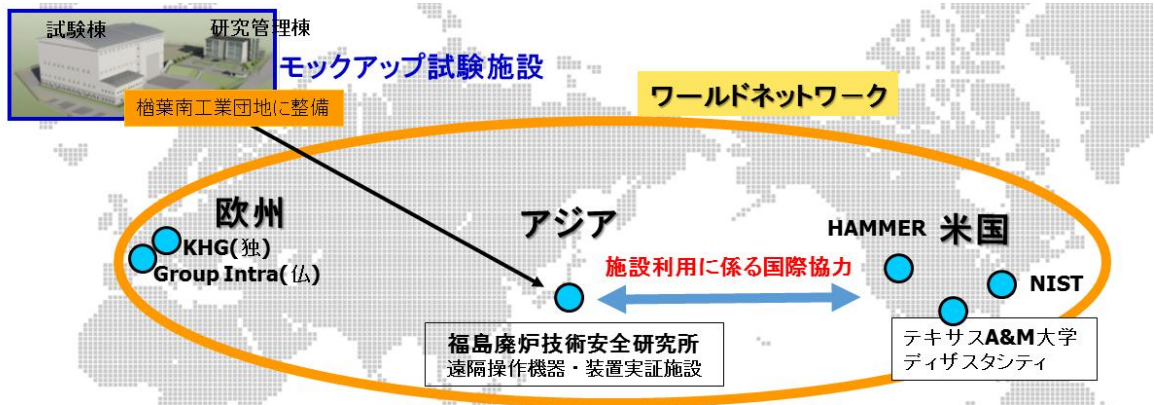 試験棟
研究管理棟
モックアップ試験施設
楢葉南工業団地に整備
ワールドネットワーク
欧州
KHG(独)
Group Intra(仏)
アジア
HAMMER
米国
施設利用に係る国際協力
NIST
福島廃炉技術安全研究所
遠隔操作機器・装置実証施設
テキサスA&M大学
ディザスタシティ